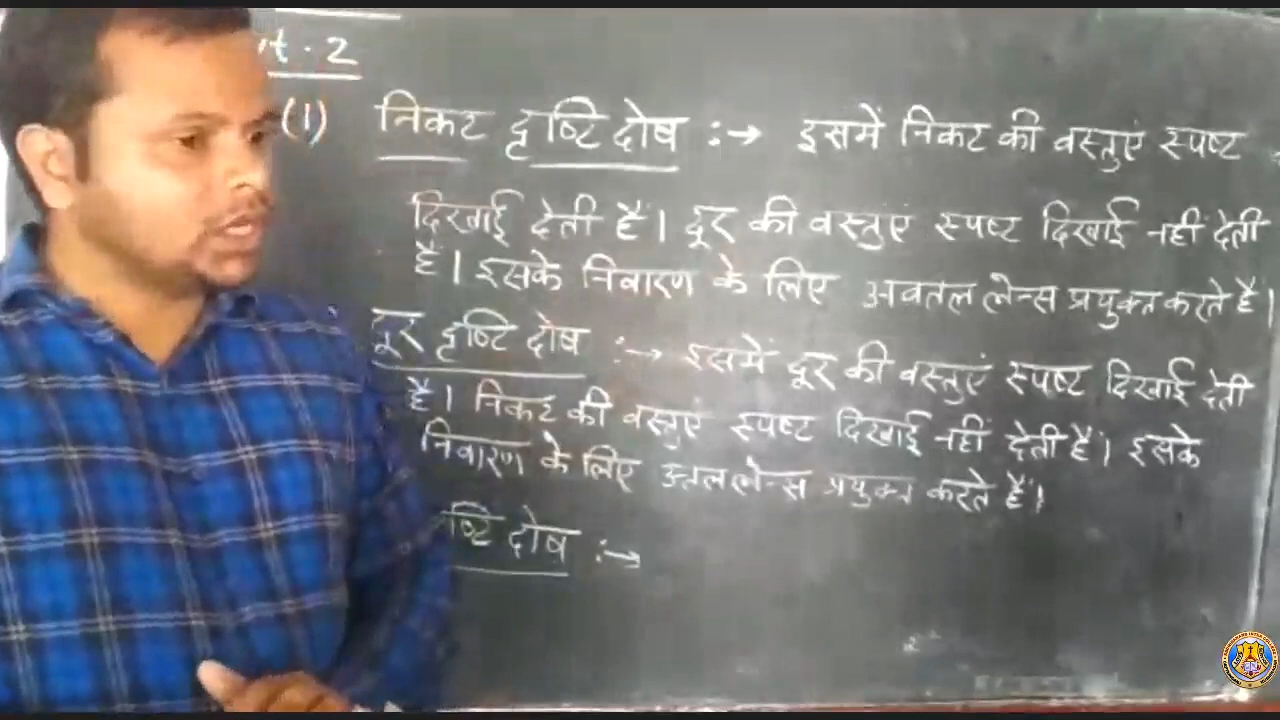 t. 2
(1) निकट दृष्टि दोष :→ इसमें निकट की वस्तुएं स्पष्ट
दिखाई देती हैं। दूर की वस्तुएं स्पष्ट दिखाई नहीं देती
हैं। इसके निवारण के लिए अवतल लेन्स प्रयुक्त करते हैं।
दूर दृष्टि दोष :→ इसमें दूर की वस्तुएं स्पष्ट दिखाई देती
हैं। निकट की वस्तुएं स्पष्ट दिखाई नहीं देती हैं। इसके
निवारण के लिए उत्तल लेन्स प्रयुक्त करते हैं।
दोष :→